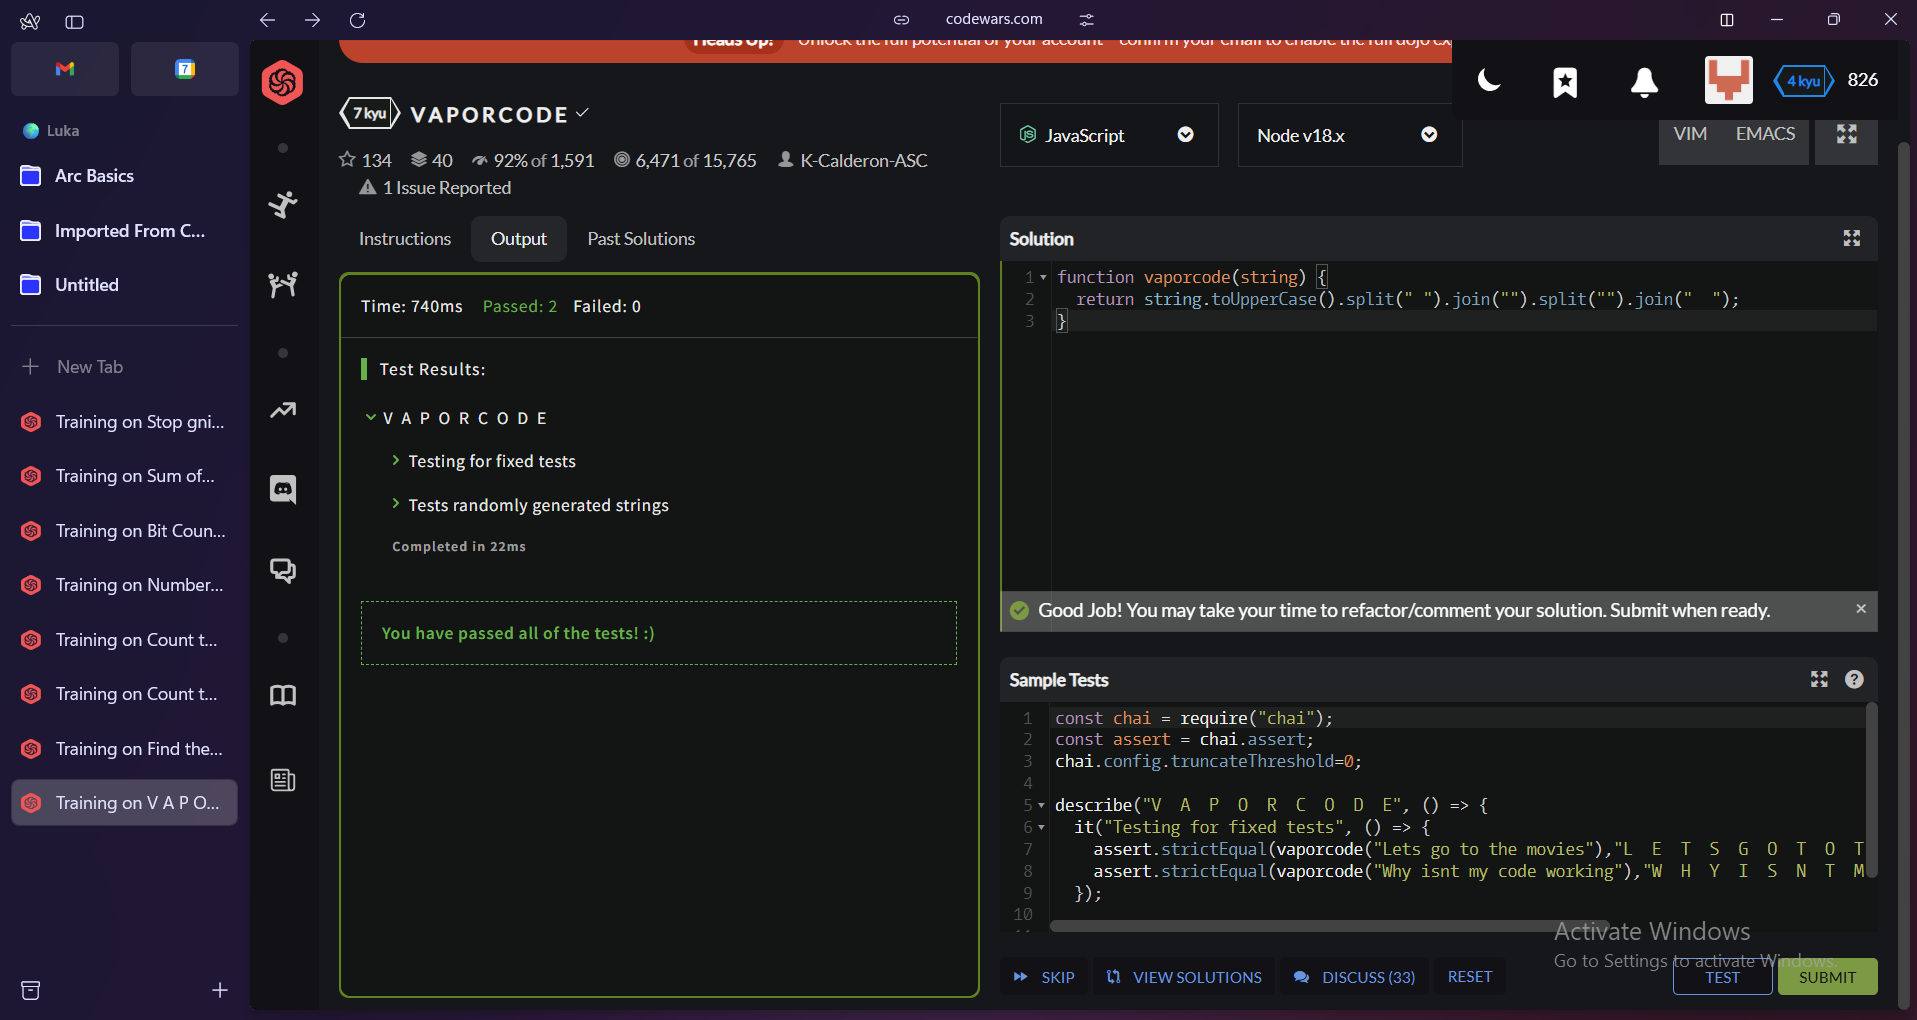 codewars.com
7
Luka
Arc Basics
Imported From C...
Untitled
New Tab
Training on Stop gni...
Training on Sum of...
Training on Bit Coun...
Training on Number...
Training on Count t...
Training on Count t...
Training on Find the...
Training on V A P O...
Heads Up! Unlock the full potential of your account - confirm your email to enable the full dojo ex
4 kyu 826
7 kyu VAPORCODE
134 40 92% of 1,591 6,471 of 15,765 K-Calderon-ASC
1 Issue Reported
JavaScript
Node v18.x
VIM EMACS
Instructions Output Past Solutions
Time: 740ms Passed: 2 Failed: 0
Test Results:
V A P O R C O D E
Testing for fixed tests
Tests randomly generated strings
Completed in 22ms
You have passed all of the tests! :)
Solution
1 function vaporcode(string) {
2 return string.toUpperCase().split(" ").join("").split("").join("  ");
3 }
Good Job! You may take your time to refactor/comment your solution. Submit when ready.
Sample Tests
1 const chai = require("chai");
2 const assert = chai.assert;
3 chai.config.truncateThreshold=0;
4
5 describe("V  A  P  O  R  C  O  D  E", () => {
6 it("Testing for fixed tests", () => {
7 assert.strictEqual(vaporcode("Lets go to the movies"),"L  E  T  S  G  O  T  O  T
8 assert.strictEqual(vaporcode("Why isnt my code working"),"W  H  Y  I  S  N  T  M
9 });
10
Activate Windows
Go to Settings to activate Windows.
SKIP VIEW SOLUTIONS DISCUSS (33) RESET TEST SUBMIT